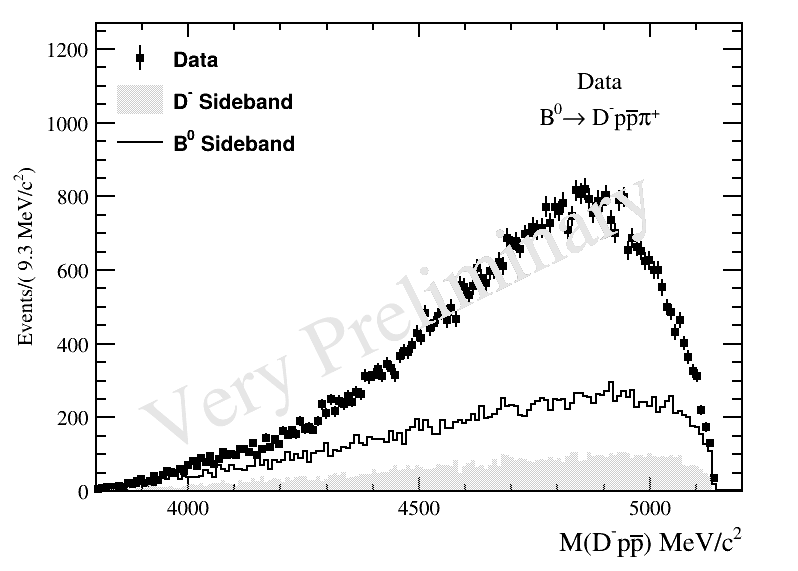 1200
1000
800
600
400
200
0
Events/( 9.3 MeV/c²)
Data
D⁻ Sideband
B⁰ Sideband
Data
B⁰→ D⁻pp̅π⁺
Very Preliminary
4000 4500 5000
M(D⁻pp̅) MeV/c²